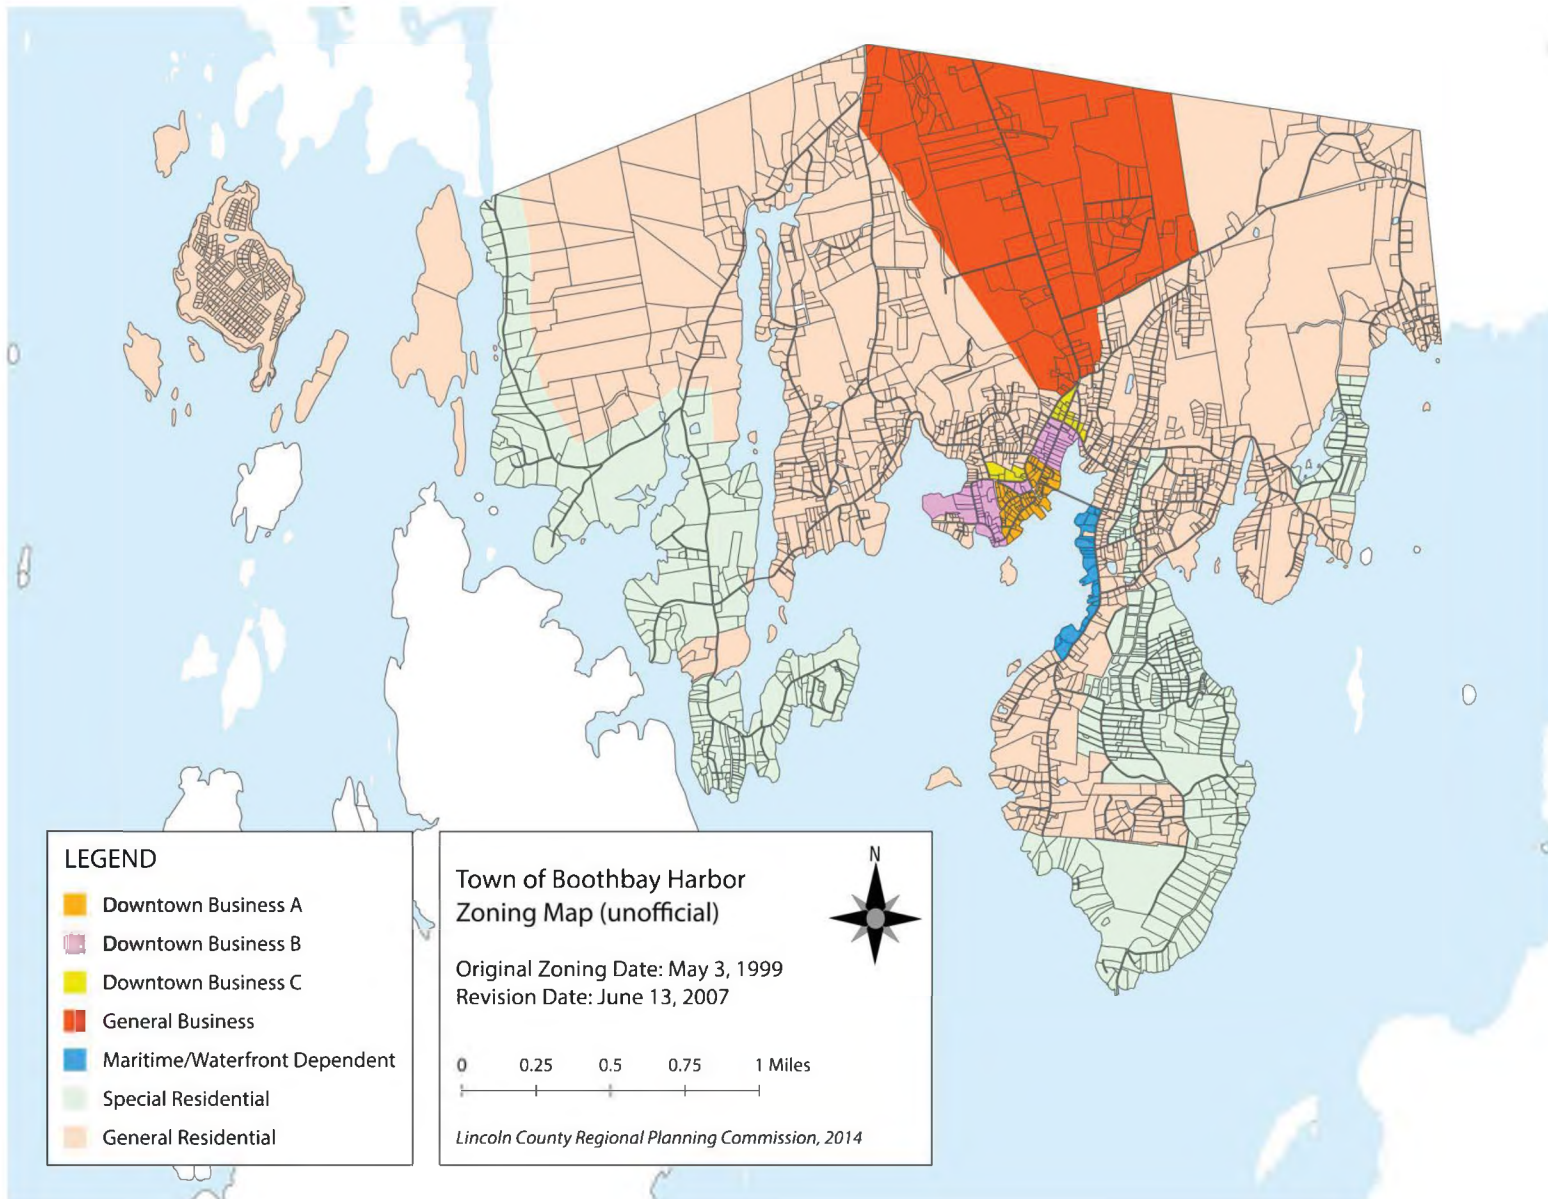 LEGEND
Downtown Business A
Downtown Business B
Downtown Business C
General Business
Maritime/Waterfront Dependent
Special Residential
General Residential
Town of Boothbay Harbor
Zoning Map (unofficial)
N
Original Zoning Date: May 3, 1999
Revision Date: June 13, 2007
0 0.25 0.5 0.75 1 Miles
Lincoln County Regional Planning Commission, 2014